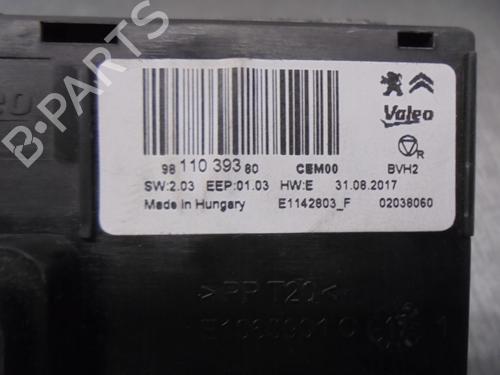 B-PARTS
Valeo
R
98 110 393 80 CEM00 BVH2
SW:2.03 EEP:01.03 HW:E 31.08.2017
Made in Hungary E1142803_F 02038060
>PP T20<